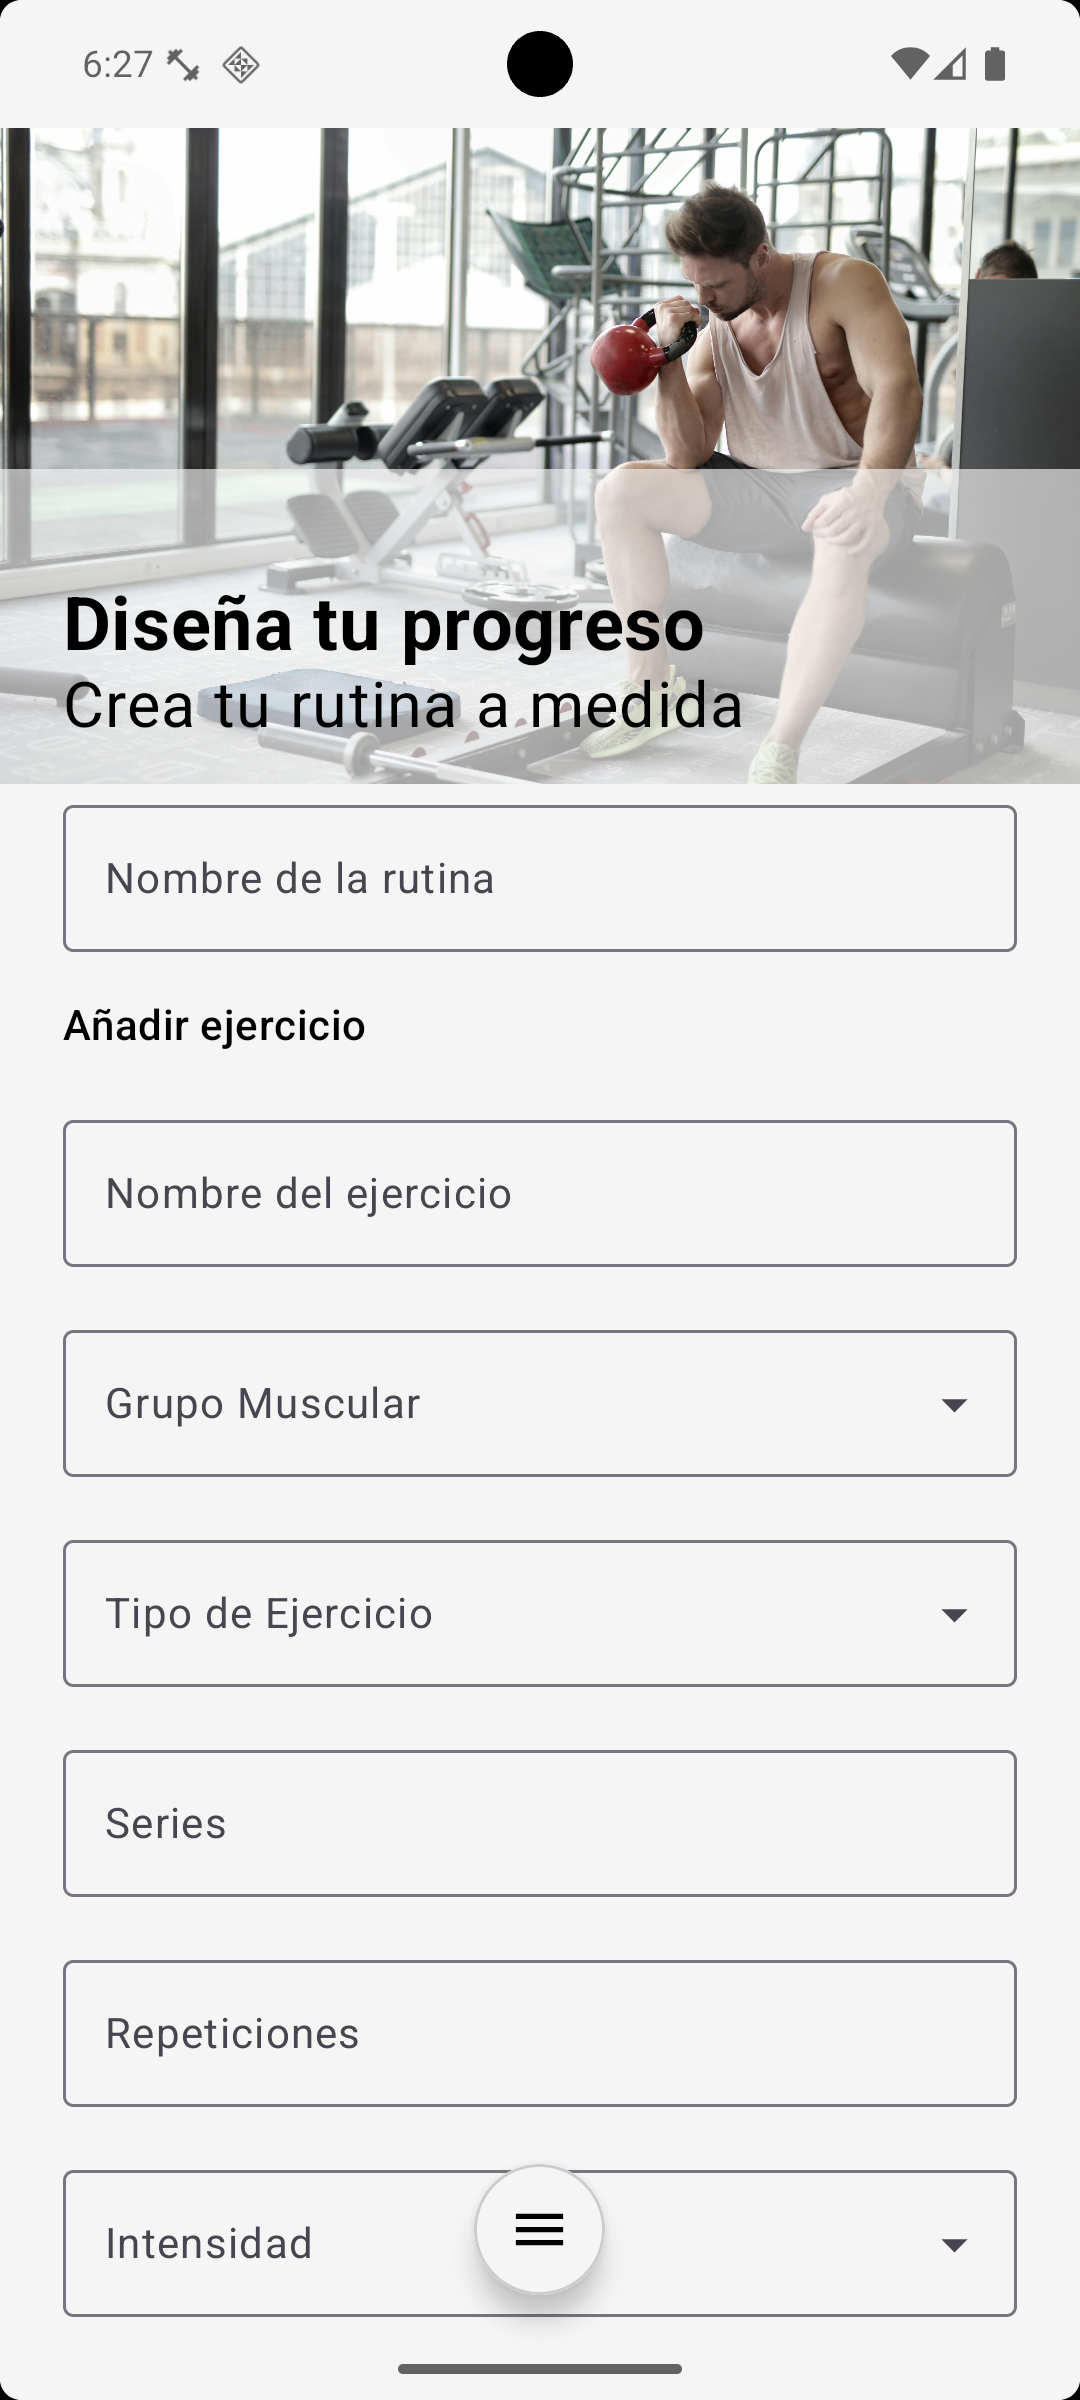 6:27
Diseña tu progreso
Crea tu rutina a medida
Nombre de la rutina
Añadir ejercicio
Nombre del ejercicio
Grupo Muscular
Tipo de Ejercicio
Series
Repeticiones
Intensidad